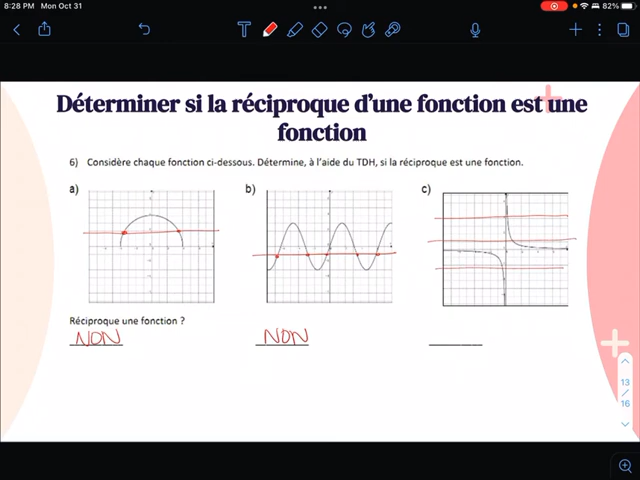 8:28 PM Mon Oct 31
82%
Déterminer si la réciproque d'une fonction est une
fonction
6) Considère chaque fonction ci-dessous. Détermine, à l'aide du TDH, si la réciproque est une fonction.
a) b) c)
Réciproque une fonction ?
NON NON
13
/
16